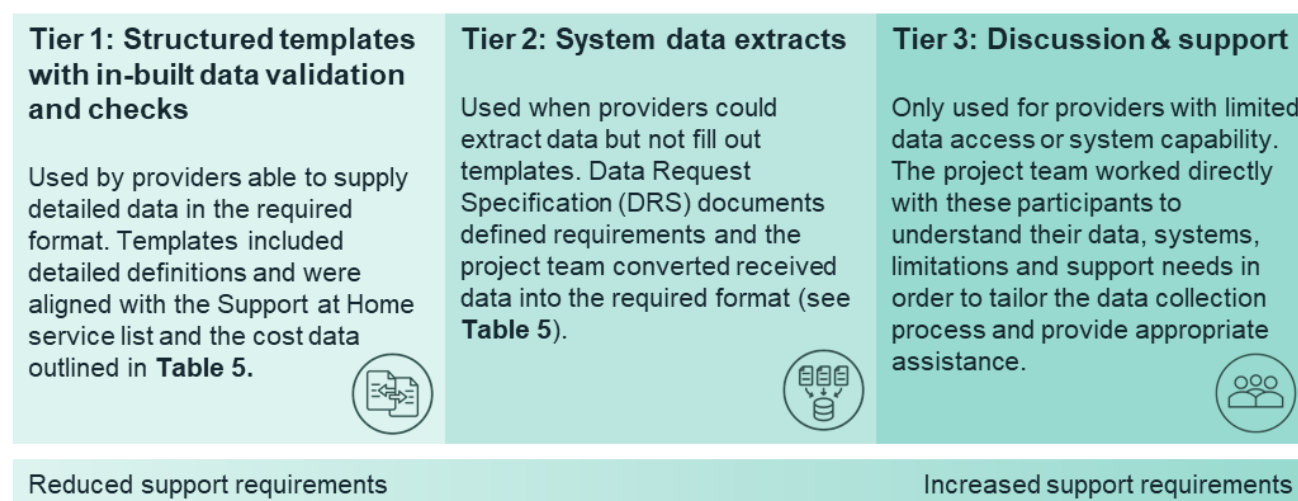 Tier 1: Structured templates
with in-built data validation
and checks
Used by providers able to supply
detailed data in the required
format. Templates included
detailed definitions and were
aligned with the Support at Home
service list and the cost data
outlined in Table 5.
Tier 2: System data extracts
Used when providers could
extract data but not fill out
templates. Data Request
Specification (DRS) documents
defined requirements and the
project team converted received
data into the required format (see
Table 5).
Tier 3: Discussion & support
Only used for providers with limited
data access or system capability.
The project team worked directly
with these participants to
understand their data, systems,
limitations and support needs in
order to tailor the data collection
process and provide appropriate
assistance.
Reduced support requirements
Increased support requirements